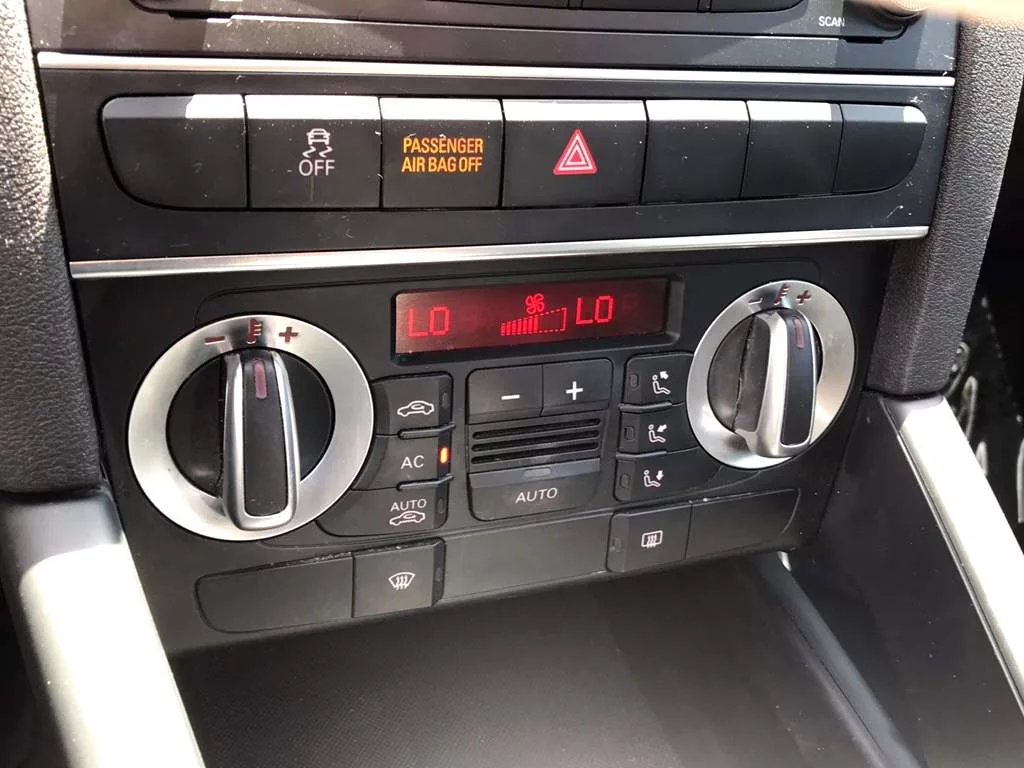 SCAN
OFF
PASSENGER
AIR BAG OFF
LO
LO
- +
- +
- +
AC
AUTO
AUTO